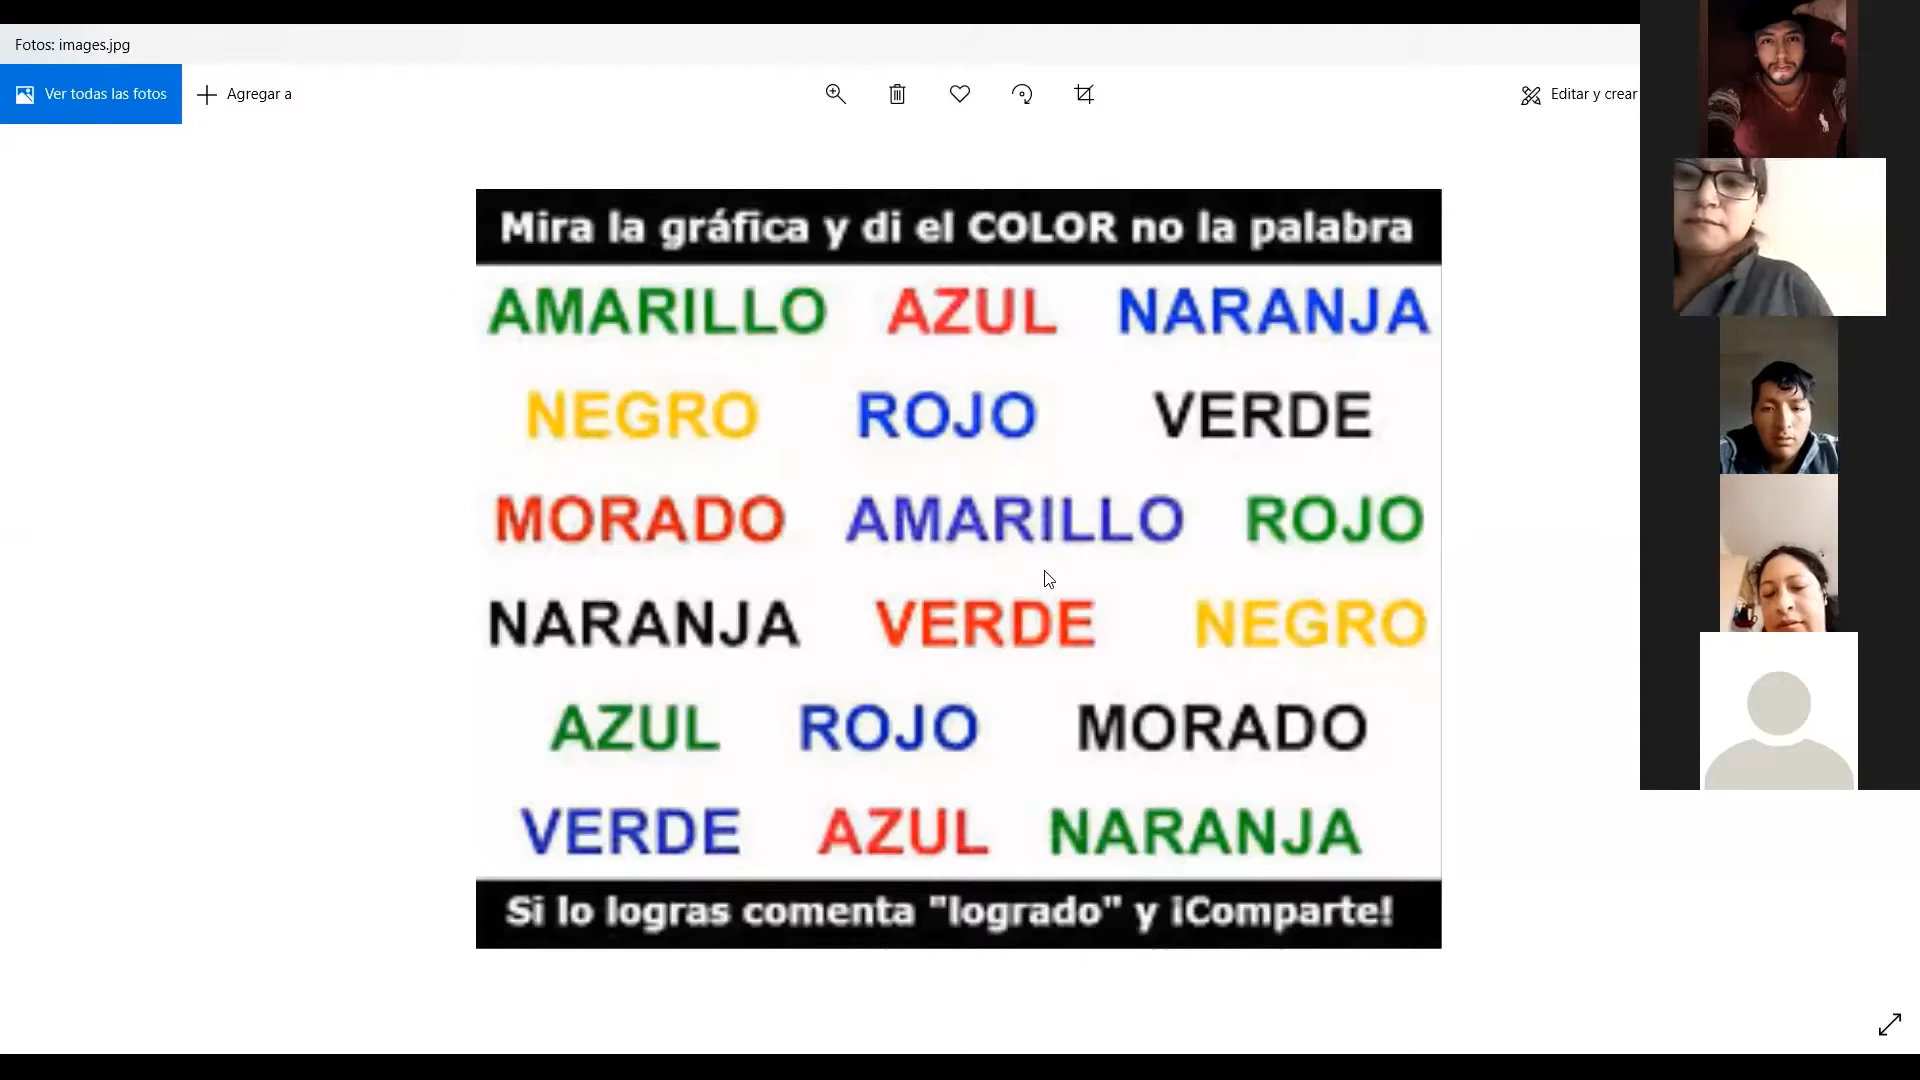 Fotos: images.jpg
Ver todas las fotos Agregar a Editar y crear
Mira la gráfica y di el COLOR no la palabra
AMARILLO AZUL NARANJA
NEGRO ROJO VERDE
MORADO AMARILLO ROJO
NARANJA VERDE NEGRO
AZUL ROJO MORADO
VERDE AZUL NARANJA
Si lo logras comenta "logrado" y ¡Comparte!